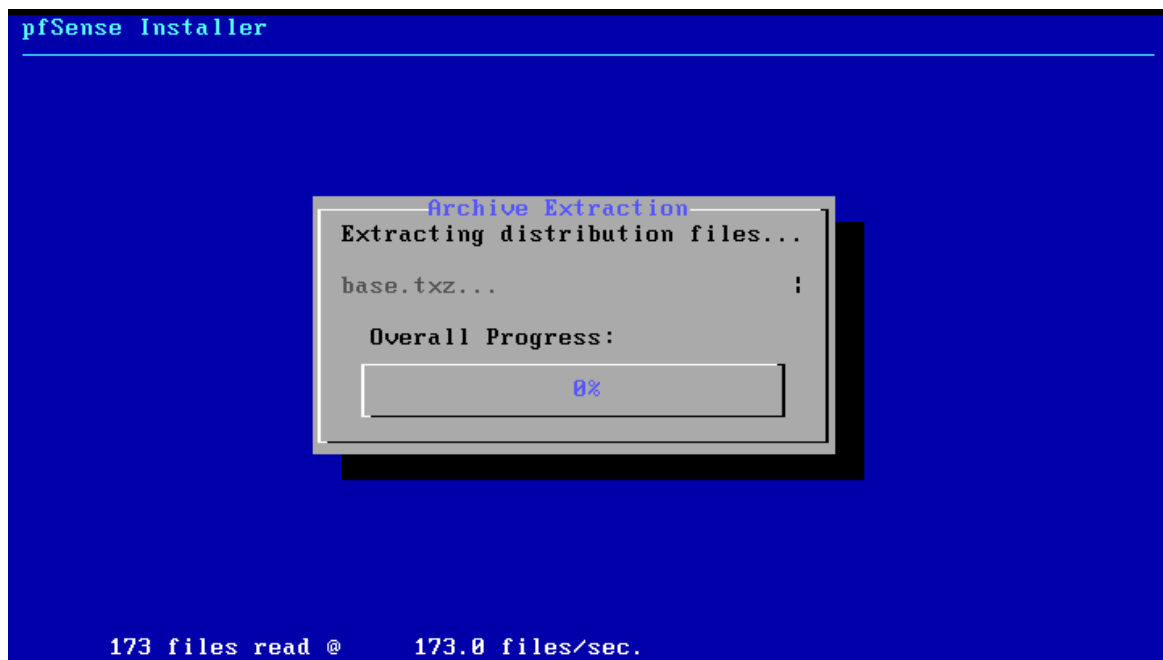 pfSense Installer
Archive Extraction
Extracting distribution files...
base.txz...
Overall Progress:
0%
173 files read @ 173.0 files/sec.